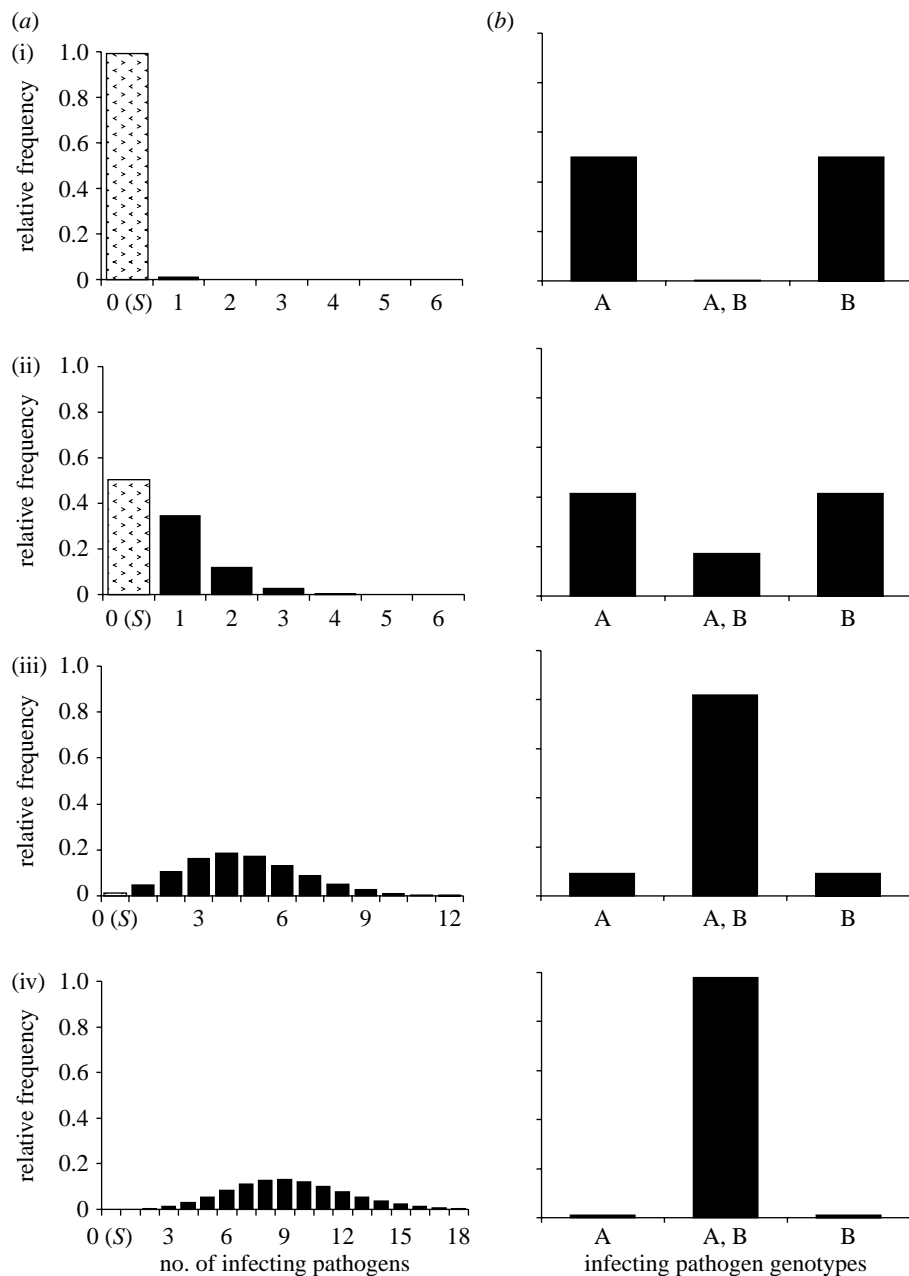 (a)
(b)
(i)
1.0
0.8
0.6
0.4
0.2
0
relative frequency
0 (S) 1 2 3 4 5 6
A A, B B
(ii)
1.0
0.8
0.6
0.4
0.2
0
relative frequency
0 (S) 1 2 3 4 5 6
A A, B B
(iii)
1.0
0.8
0.6
0.4
0.2
0
relative frequency
0 (S) 3 6 9 12
A A, B B
(iv)
1.0
0.8
0.6
0.4
0.2
0
relative frequency
0 (S) 3 6 9 12 15 18
no. of infecting pathogens
A A, B B
infecting pathogen genotypes